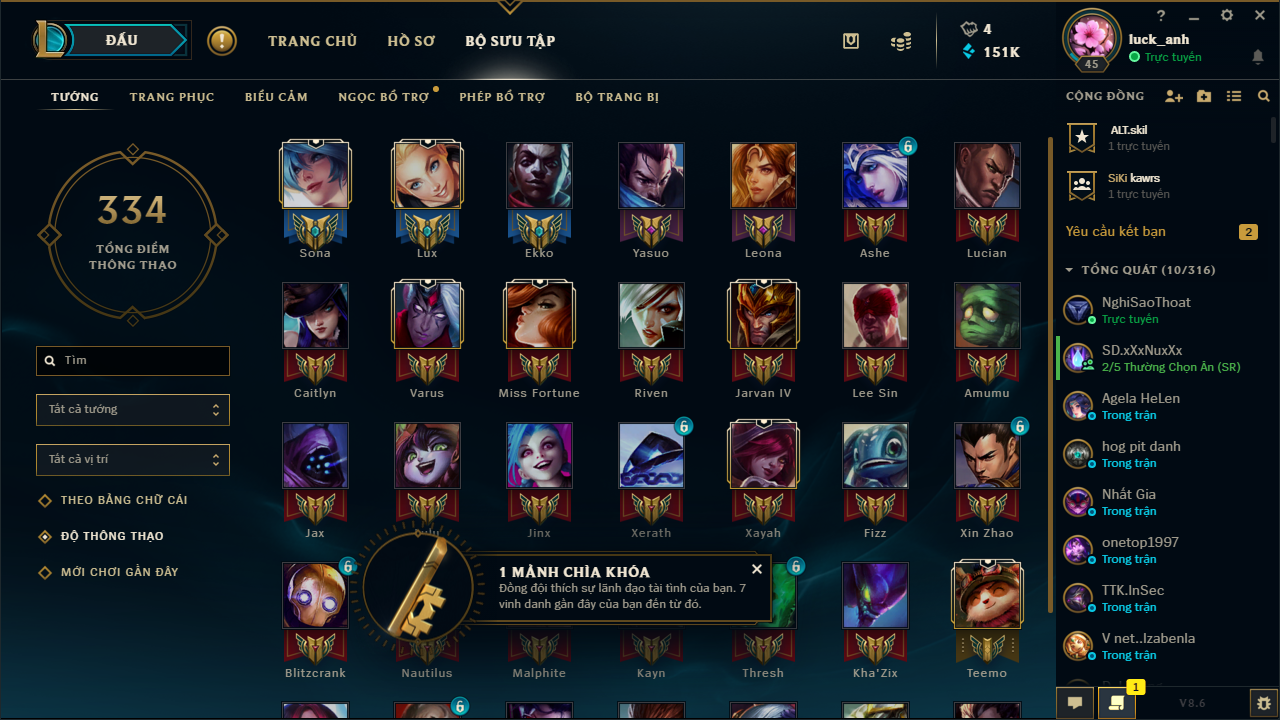 ĐẤU
TRANG CHỦ
HỒ SƠ
BỘ SƯU TẬP
4
151K
?
45
luck_anh
Trực tuyến
TƯỚNG
TRANG PHỤC
BIỂU CẢM
NGỌC BỔ TRỢ
PHÉP BỔ TRỢ
BỘ TRANG BỊ
CỘNG ĐỒNG
334
TỔNG ĐIỂM
THÔNG THẠO
Tìm
Tất cả tướng
Tất cả vị trí
THEO BẢNG CHỮ CÁI
ĐỘ THÔNG THẠO
MỚI CHƠI GẦN ĐÂY
6
Sona
Lux
Ekko
Yasuo
Leona
Ashe
Lucian
Caitlyn
Varus
Miss Fortune
Riven
Jarvan IV
Lee Sin
Amumu
6
6
Jax
Jinx
Xerath
Xayah
Fizz
Xin Zhao
6
6
1 MẢNH CHÌA KHÓA
Đồng đội thích sự lãnh đạo tài tình của bạn. 7
vinh danh gần đây của bạn đến từ đó.
Blitzcrank
Nautilus
Malphite
Kayn
Thresh
Kha'Zix
Teemo
6
ALT.skil
1 trực tuyến
SiKi kawrs
1 trực tuyến
Yêu cầu kết bạn
2
TỔNG QUÁT (10/316)
NghiSaoThoat
Trực tuyến
SD.xXxNuxXx
2/5 Thường Chọn Ẩn (SR)
Agela HeLen
Trong trận
hog pit danh
Trong trận
Nhất Gia
Trong trận
onetop1997
Trong trận
TTK.InSec
Trong trận
V net..Izabenla
Trong trận
1
V8.6